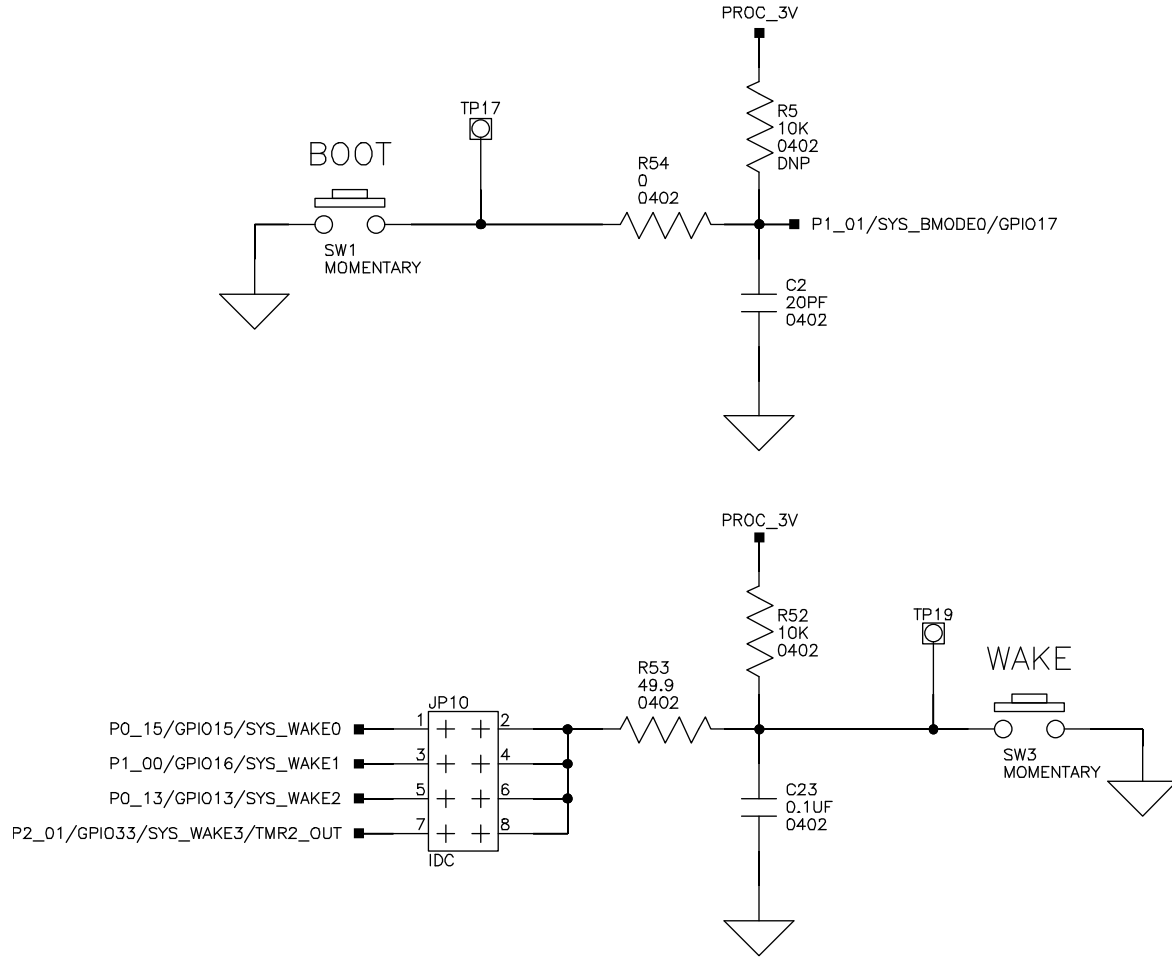 PROC_3V
TP17
R5
10K
0402
DNP
BOOT
R54
0
0402
P1_01/SYS_BMODE0/GPIO17
SW1
MOMENTARY
C2
20PF
0402
PROC_3V
R52
10K
0402
TP19
WAKE
R53
49.9
0402
JP10
P0_15/GPIO15/SYS_WAKE0 1 2
P1_00/GPIO16/SYS_WAKE1 3 4
P0_13/GPIO13/SYS_WAKE2 5 6
P2_01/GPIO33/SYS_WAKE3/TMR2_OUT 7 8
IDC
SW3
MOMENTARY
C23
0.1UF
0402